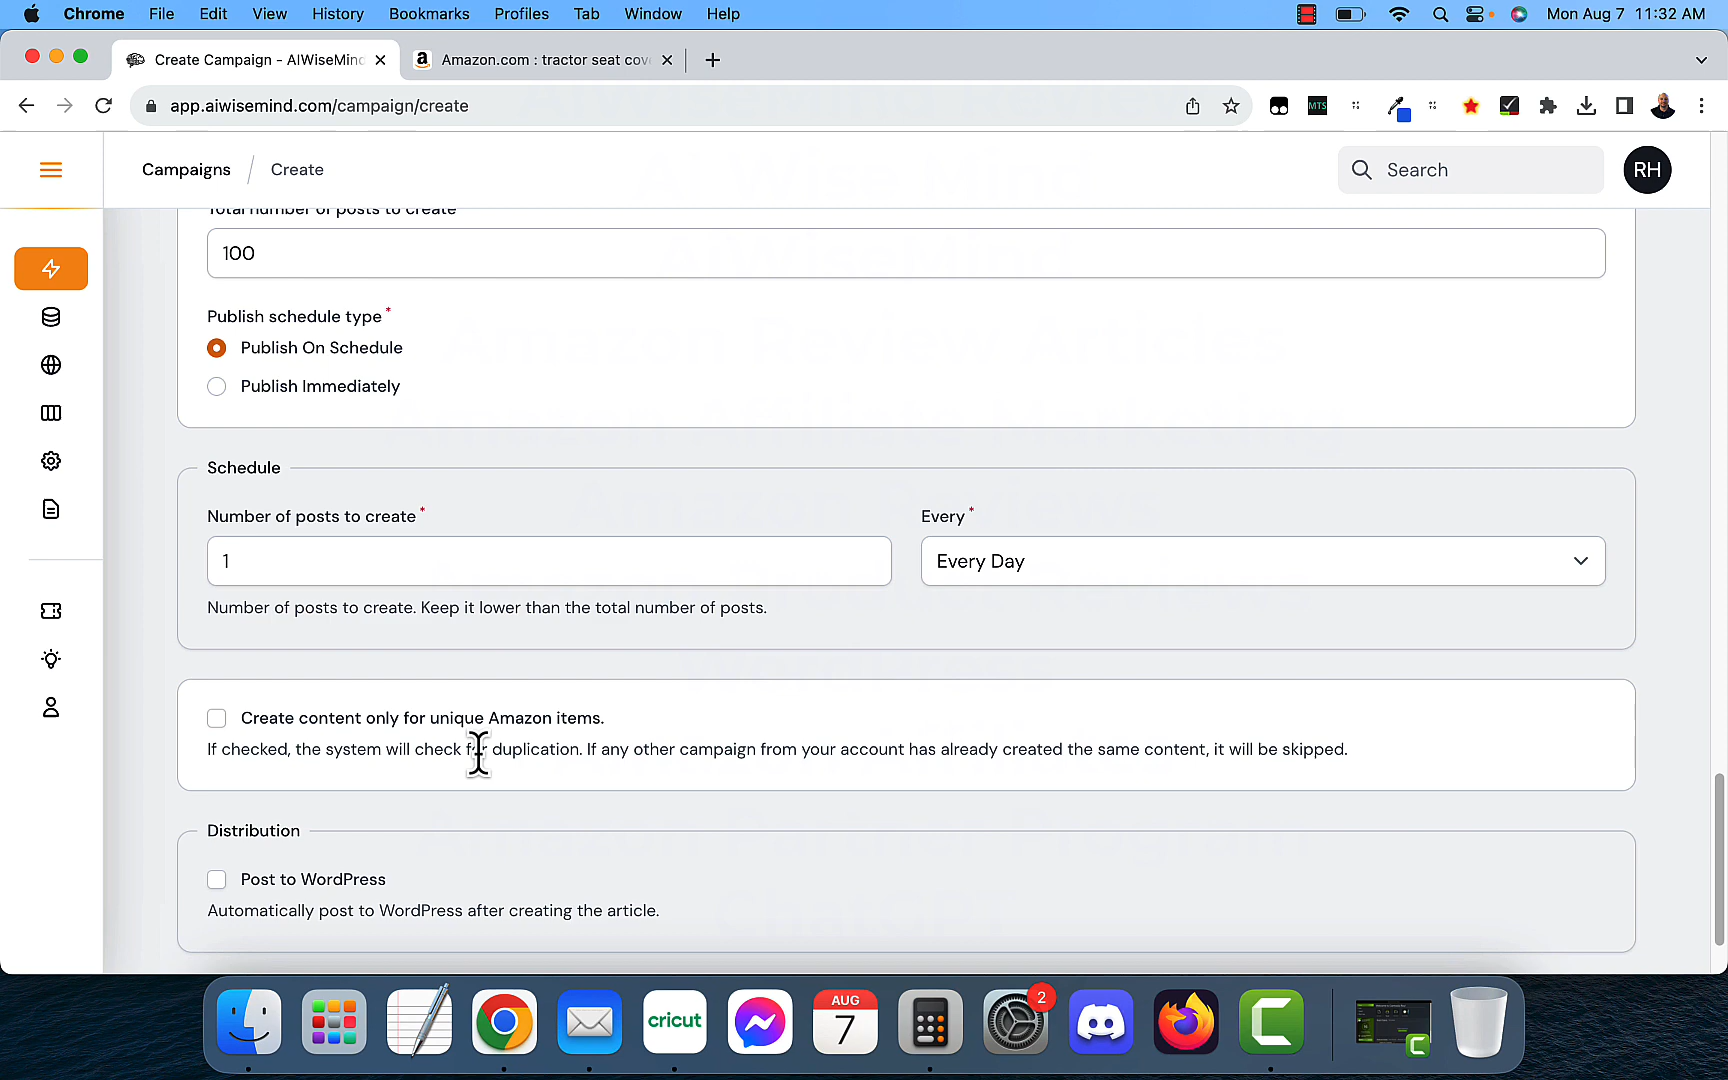 Chrome File Edit View History Bookmarks Profiles Tab Window Help Mon Aug 7 11:32 AM
Create Campaign - AIWiseMind Amazon.com : tractor seat cov
app.aiwisemind.com/campaign/create
MTS
Campaigns / Create
Search
RH
Total number of posts to create
100
Publish schedule type *
Publish On Schedule
Publish Immediately
Schedule
Number of posts to create *
Every *
1
Every Day
Number of posts to create. Keep it lower than the total number of posts.
Create content only for unique Amazon items.
If checked, the system will check for duplication. If any other campaign from your account has already created the same content, it will be skipped.
Distribution
Post to WordPress
Automatically post to WordPress after creating the article.
cricut
AUG
7
2